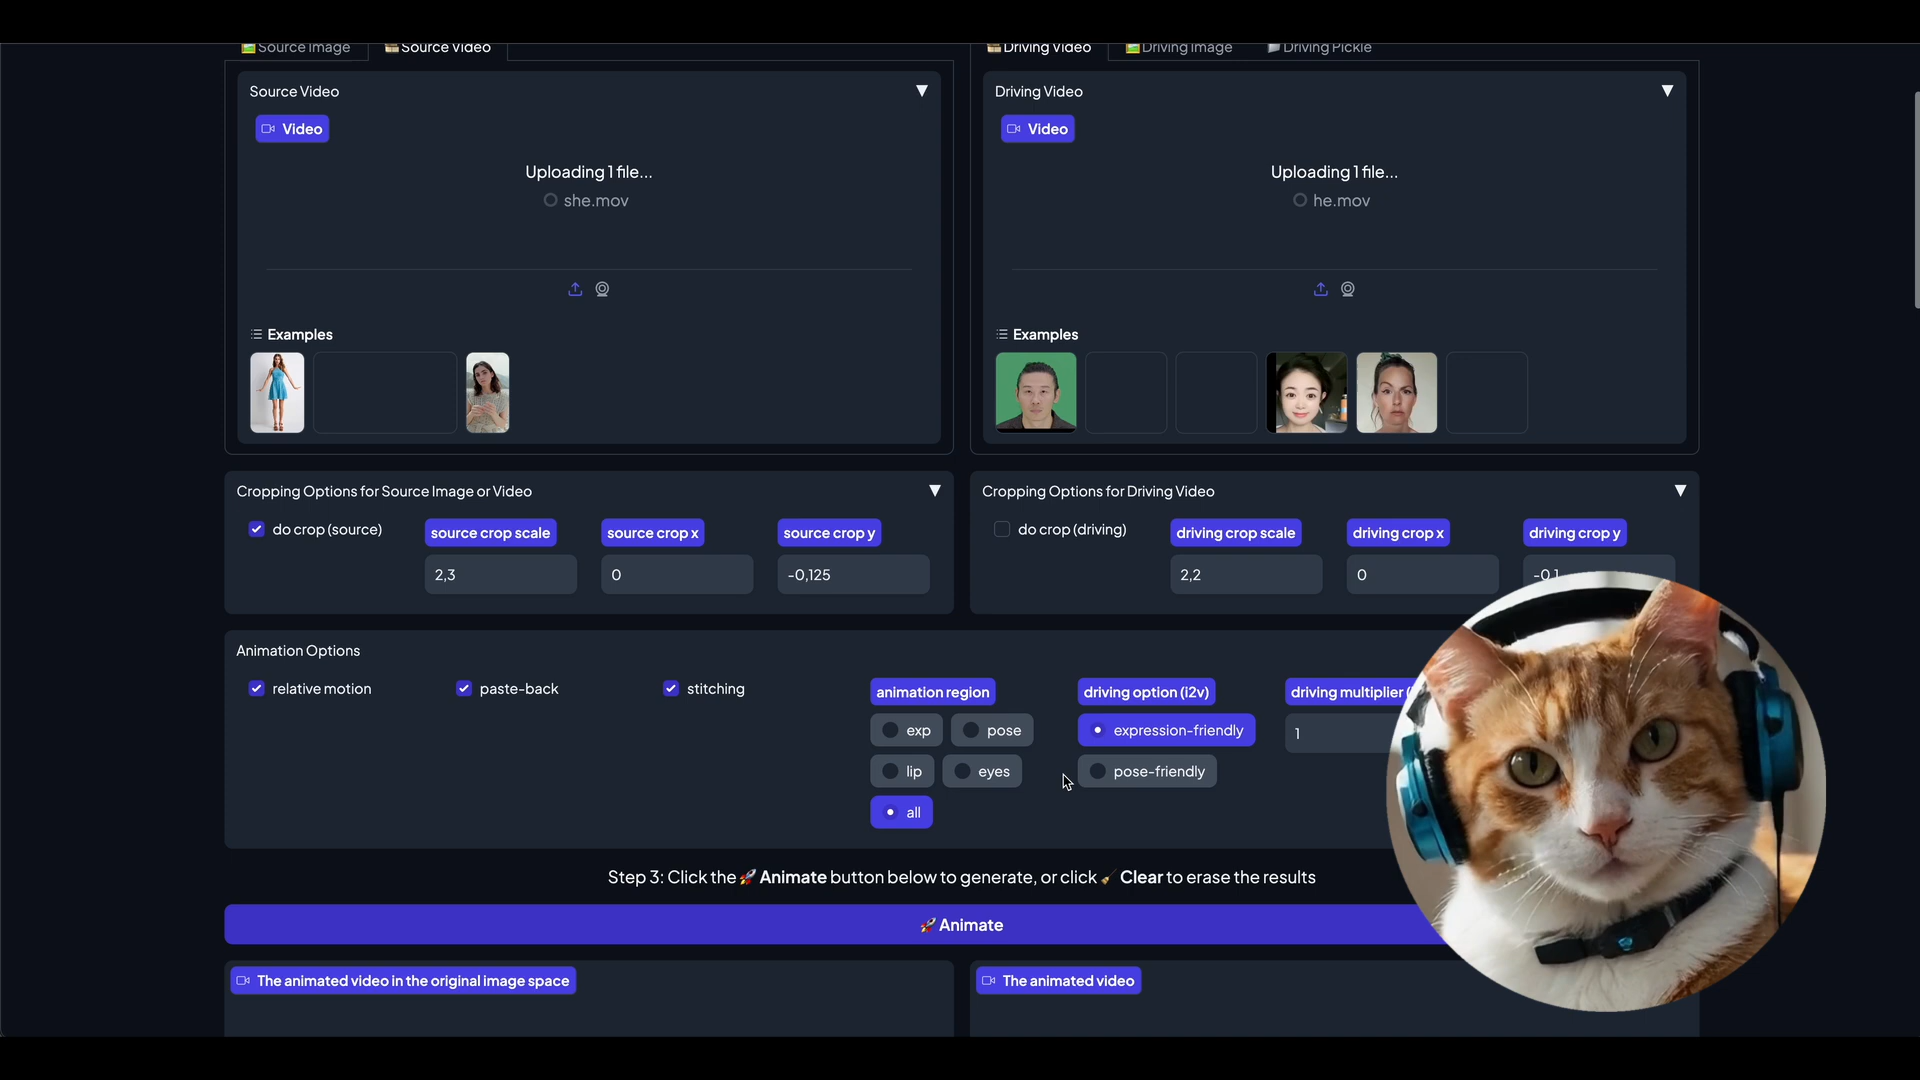 Source Image
Source Video
Driving Video
Driving Image
Driving Pickle
Source Video
Video
Uploading 1 file...
she.mov
Examples
Driving Video
Video
Uploading 1 file...
he.mov
Examples
Cropping Options for Source Image or Video
do crop (source)
source crop scale
source crop x
source crop y
2,3
0
-0,125
Cropping Options for Driving Video
do crop (driving)
driving crop scale
driving crop x
driving crop y
2,2
0
-0,1
Animation Options
relative motion
paste-back
stitching
animation region
exp
pose
lip
eyes
all
driving option (i2v)
expression-friendly
pose-friendly
driving multiplier (
1
Step 3: Click the 🚀 Animate button below to generate, or click 🧹 Clear to erase the results
🚀 Animate
The animated video in the original image space
The animated video